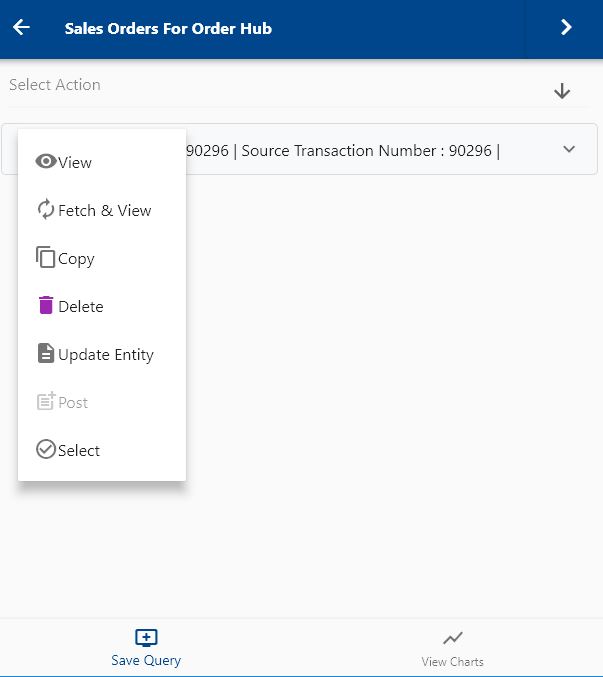 Sales Orders For Order Hub
Select Action
90296 | Source Transaction Number : 90296 |
View
Fetch & View
Copy
Delete
Update Entity
Post
Select
Save Query
View Charts